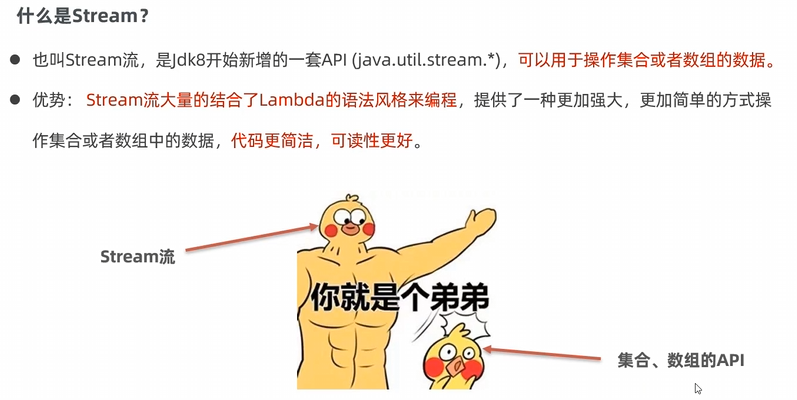 什么是Stream？
也叫Stream流，是Jdk8开始新增的一套API (java.util.stream.*)，可以用于操作集合或者数组的数据。
优势： Stream流大量的结合了Lambda的语法风格来编程，提供了一种更加强大，更加简单的方式操
作集合或者数组中的数据，代码更简洁，可读性更好。
Stream流
你就是个弟弟
集合、数组的API